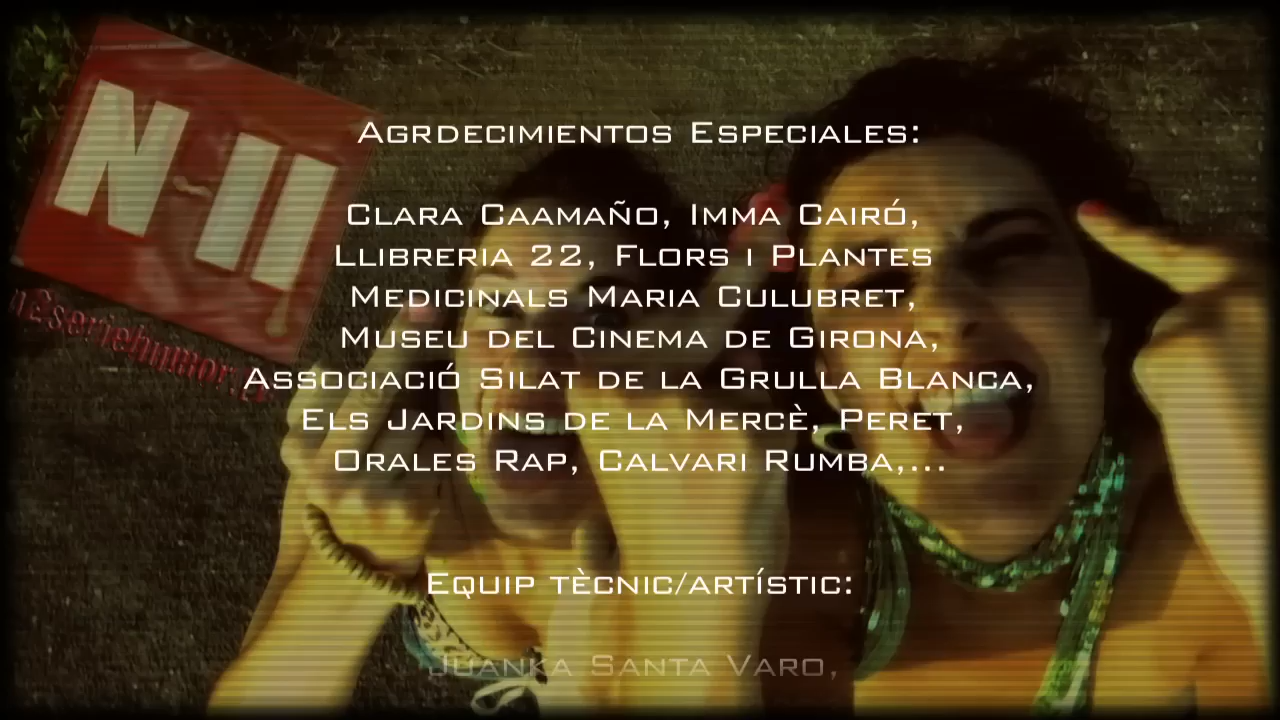 N-II
Agrdecimientos Especiales:
Clara Caamaño, Imma Cairó,
Llibreria 22, Flors i Plantes
Medicinals Maria Culubret,
Museu del Cinema de Girona,
Associació Silat de la Grulla Blanca,
Els Jardins de la Mercè, Peret,
Orales Rap, Calvari Rumba,...
Equip tècnic/artístic:
Juanka Santa Varo,